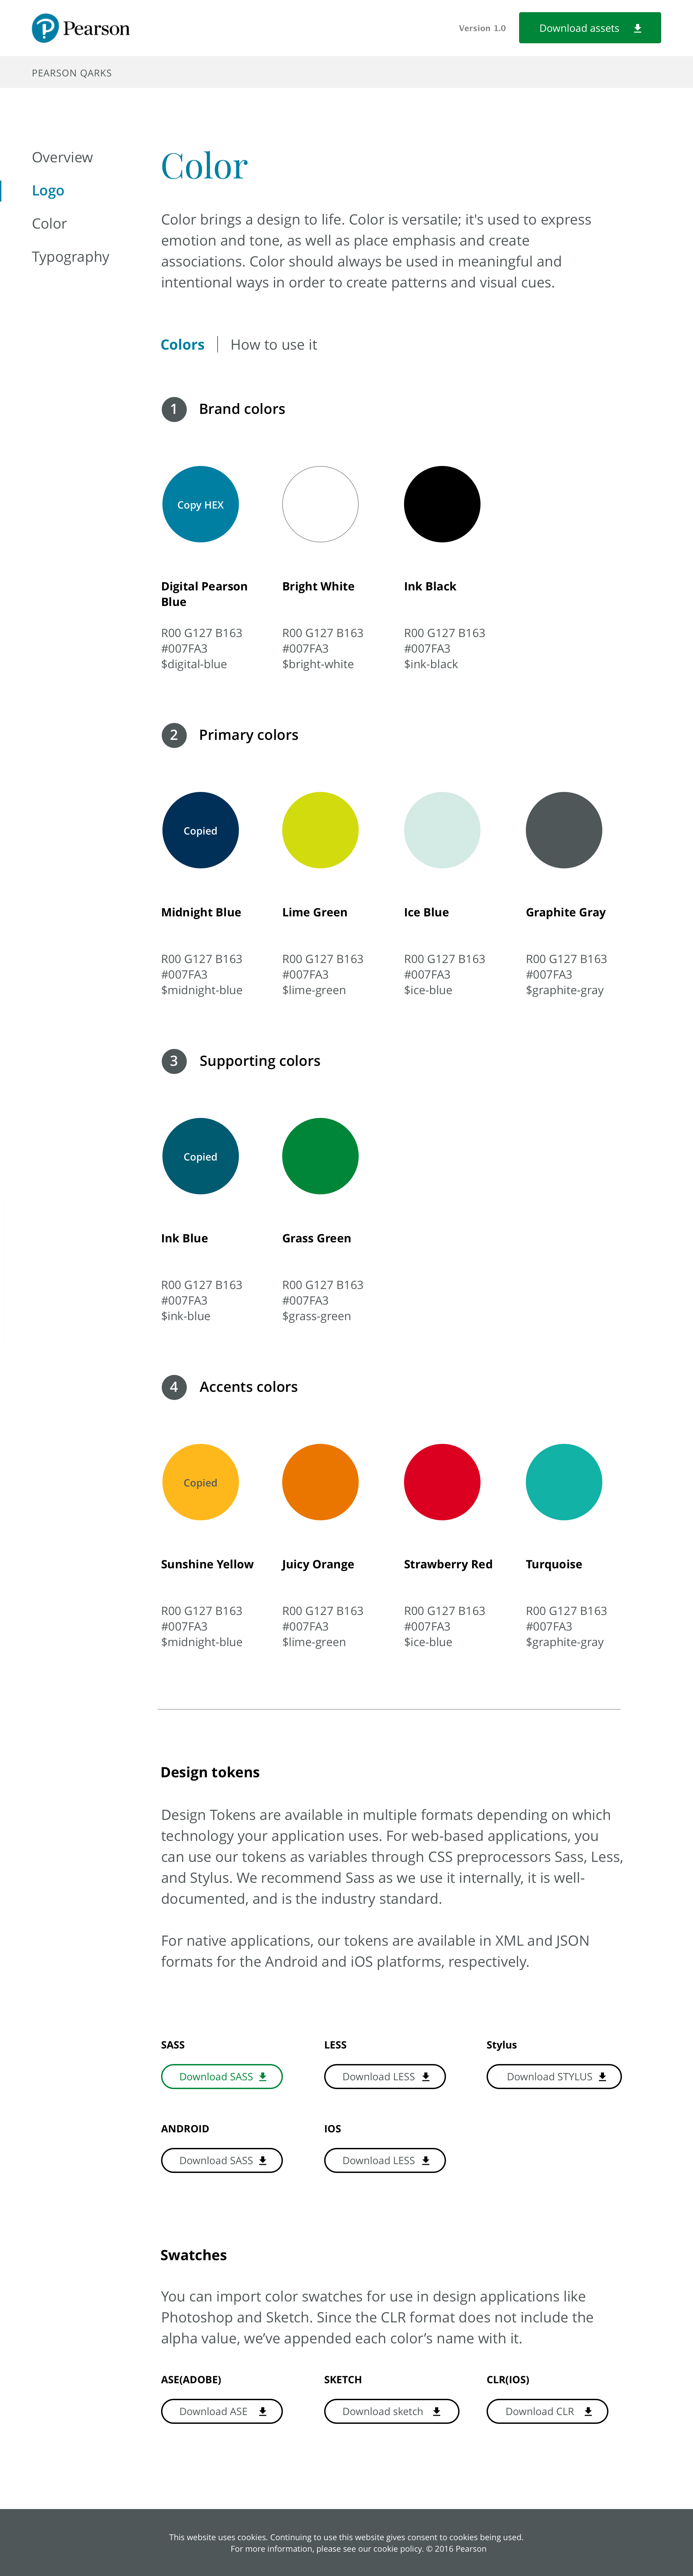 Pearson
Version 1.0
Download assets
PEARSON QARKS
Overview
Logo
Color
Typography
Color
Color brings a design to life. Color is versatile; it's used to express
emotion and tone, as well as place emphasis and create
associations. Color should always be used in meaningful and
intentional ways in order to create patterns and visual cues.
Colors | How to use it
1 Brand colors
Copy HEX
Digital Pearson
Blue
R00 G127 B163
#007FA3
$digital-blue
Bright White
R00 G127 B163
#007FA3
$bright-white
Ink Black
R00 G127 B163
#007FA3
$ink-black
2 Primary colors
Copied
Midnight Blue
R00 G127 B163
#007FA3
$midnight-blue
Lime Green
R00 G127 B163
#007FA3
$lime-green
Ice Blue
R00 G127 B163
#007FA3
$ice-blue
Graphite Gray
R00 G127 B163
#007FA3
$graphite-gray
3 Supporting colors
Copied
Ink Blue
R00 G127 B163
#007FA3
$ink-blue
Grass Green
R00 G127 B163
#007FA3
$grass-green
4 Accents colors
Copied
Sunshine Yellow
R00 G127 B163
#007FA3
$midnight-blue
Juicy Orange
R00 G127 B163
#007FA3
$lime-green
Strawberry Red
R00 G127 B163
#007FA3
$ice-blue
Turquoise
R00 G127 B163
#007FA3
$graphite-gray
Design tokens
Design Tokens are available in multiple formats depending on which
technology your application uses. For web-based applications, you
can use our tokens as variables through CSS preprocessors Sass, Less,
and Stylus. We recommend Sass as we use it internally, it is well-
documented, and is the industry standard.
For native applications, our tokens are available in XML and JSON
formats for the Android and iOS platforms, respectively.
SASS
Download SASS
LESS
Download LESS
Stylus
Download STYLUS
ANDROID
Download SASS
IOS
Download LESS
Swatches
You can import color swatches for use in design applications like
Photoshop and Sketch. Since the CLR format does not include the
alpha value, we’ve appended each color’s name with it.
ASE(ADOBE)
Download ASE
SKETCH
Download sketch
CLR(IOS)
Download CLR
This website uses cookies. Continuing to use this website gives consent to cookies being used.
For more information, please see our cookie policy. © 2016 Pearson